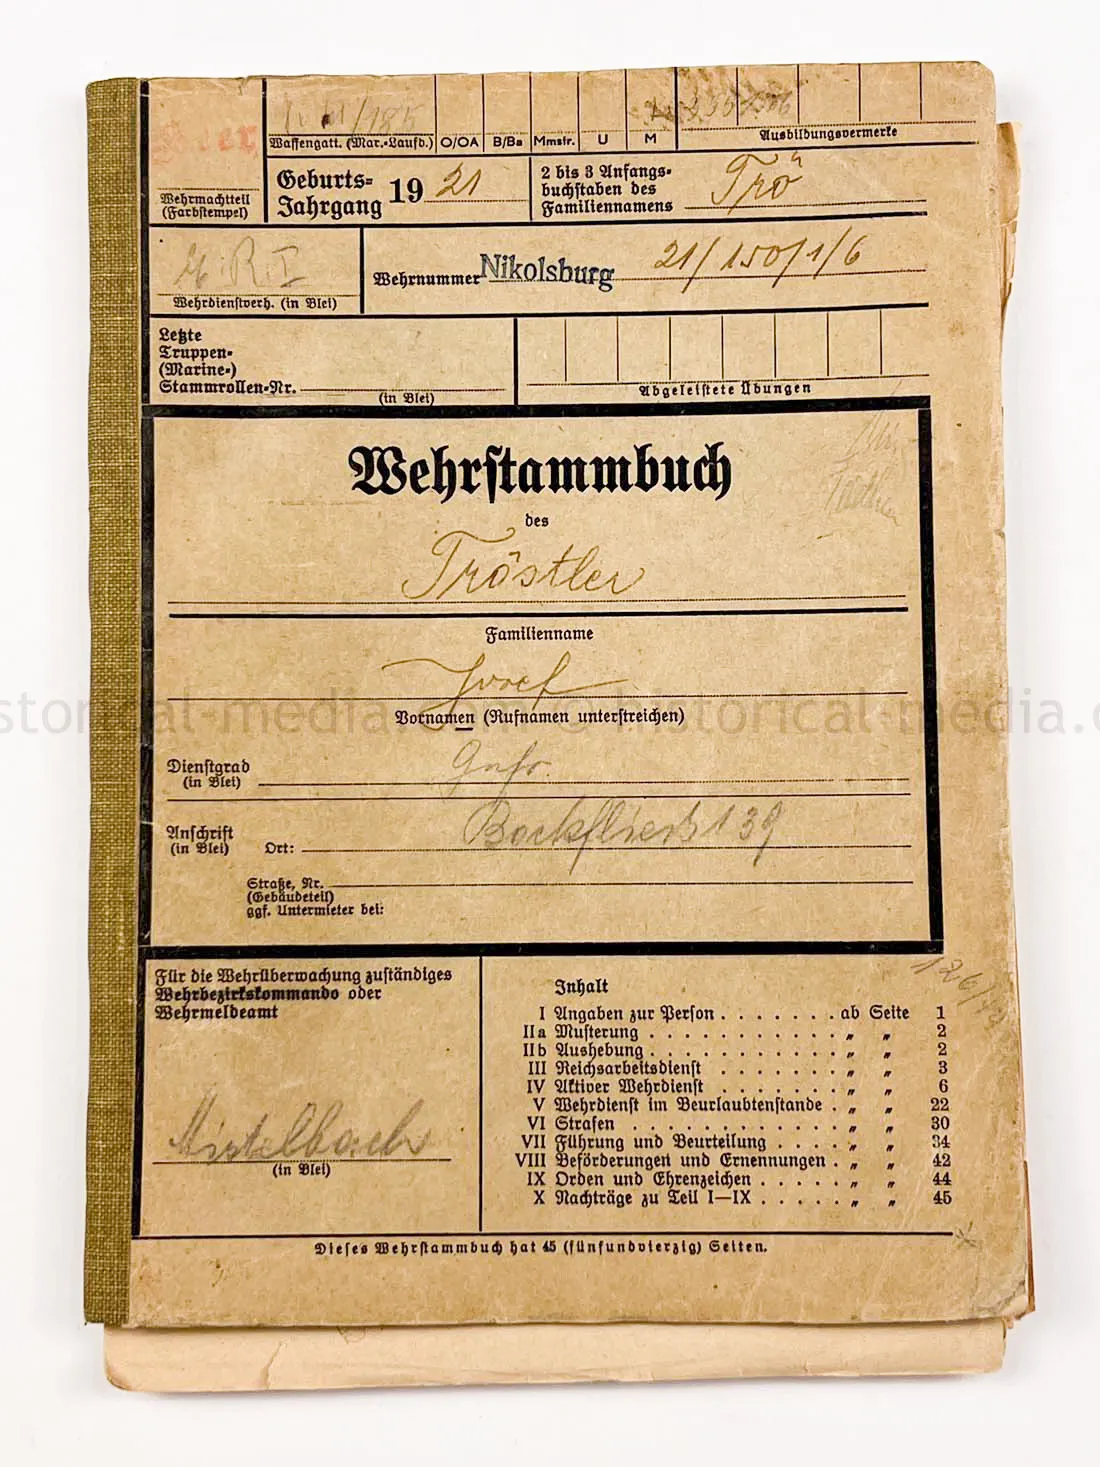 Heer
Waffengatt. (Mar.-Laufb.) O/OA B/Ba Mmstr. U M
Ausbildungsvermerke
Wehrmachtteil
(Farbstempel)
Geburts-
Jahrgang 19 21
2 bis 3 Anfangs-
buchstaben des
Familiennamens Trö
Wehrdienstverh. (in Blei)
Wehrnummer Nikolsburg 21/150/1/6
Letzte
Truppen-
(Marine-)
Stammrollen-Nr.
(in Blei)
Abgeleistete Übungen
Wehrstammbuch
des
Tröstler
Familienname
Josef
Vornamen (Rufnamen unterstreichen)
Dienstgrad
(in Blei)
Gefr.
Anschrift
(in Blei) Ort: Bockfließ 139
Straße, Nr.
(Gebäudeteil)
ggf. Untermieter bei:
Für die Wehrüberwachung zuständiges
Wehrbezirkskommando oder
Wehrmeldeamt
Mistelbach
(in Blei)
Inhalt
I Angaben zur Person . . . . . . . ab Seite 1
IIa Musterung . . . . . . . . . . . „ „ 2
IIb Aushebung . . . . . . . . . . . „ „ 2
III Reichsarbeitsdienst . . . . . . . „ „ 3
IV Aktiver Wehrdienst . . . . . . . „ „ 6
V Wehrdienst im Beurlaubtenstande . „ „ 22
VI Strafen . . . . . . . . . . . . „ „ 30
VII Führung und Beurteilung . . . . . „ „ 34
VIII Beförderungen und Ernennungen . „ „ 42
IX Orden und Ehrenzeichen . . . . . „ „ 44
X Nachträge zu Teil I—IX . . . . . „ „ 45
Dieses Wehrstammbuch hat 45 (fünfundvierzig) Seiten.